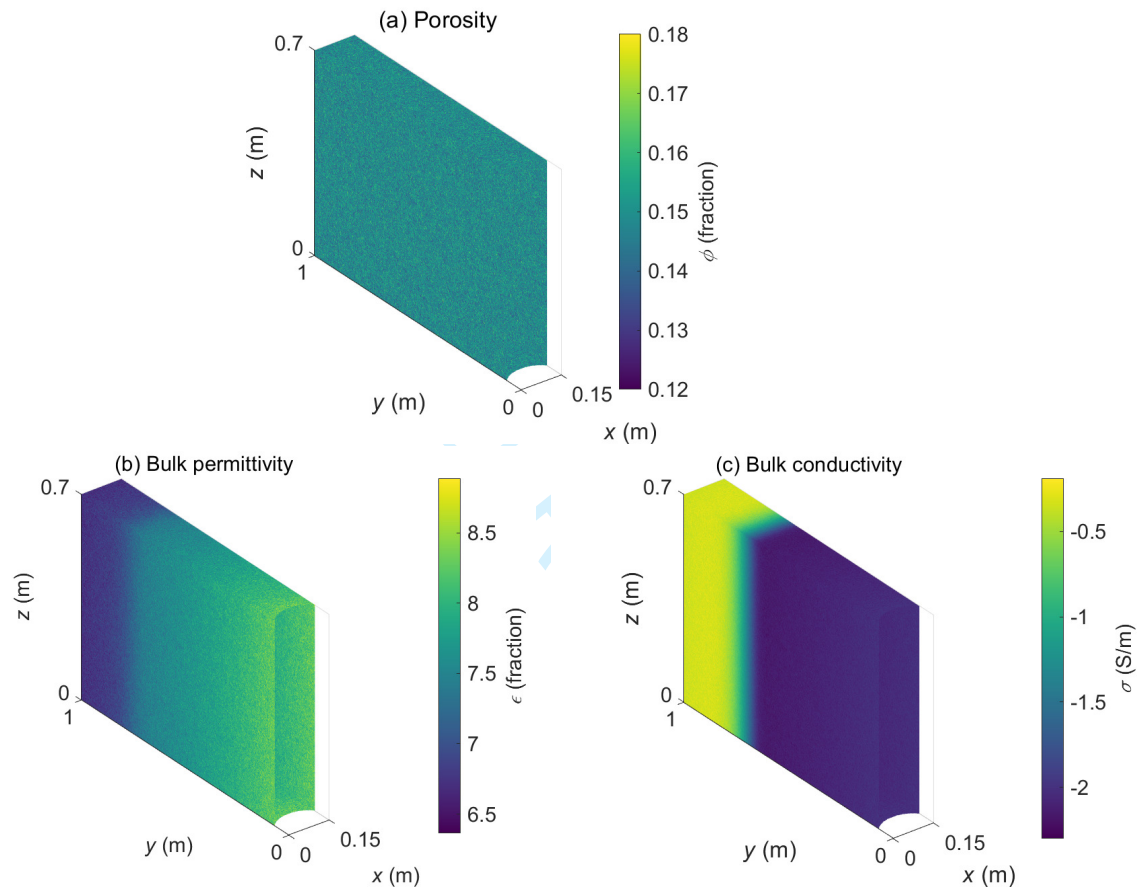 (a) Porosity
0.7
0
1
z (m)
y (m)
0
0
0.15
x (m)
0.18
0.17
0.16
0.15
0.14
0.13
0.12
ϕ (fraction)
(b) Bulk permittivity
0.7
0
1
z (m)
y (m)
0
0
0.15
x (m)
8.5
8
7.5
7
6.5
ϵ (fraction)
(c) Bulk conductivity
0.7
0
1
z (m)
y (m)
0
0
0.15
x (m)
-0.5
-1
-1.5
-2
σ (S/m)